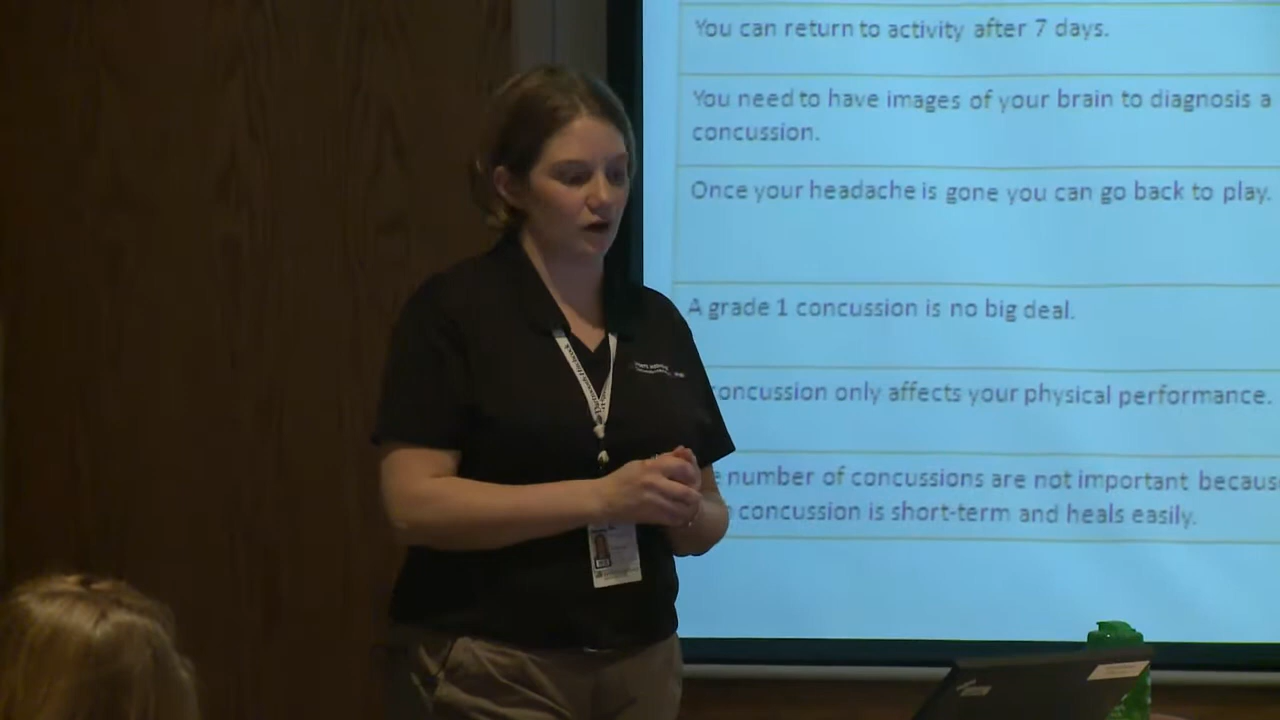 You can return to activity after 7 days.
You need to have images of your brain to diagnosis a
concussion.
Once your headache is gone you can go back to play.
A grade 1 concussion is no big deal.
concussion only affects your physical performance.
number of concussions are not important
concussion is short-term and heals easily.